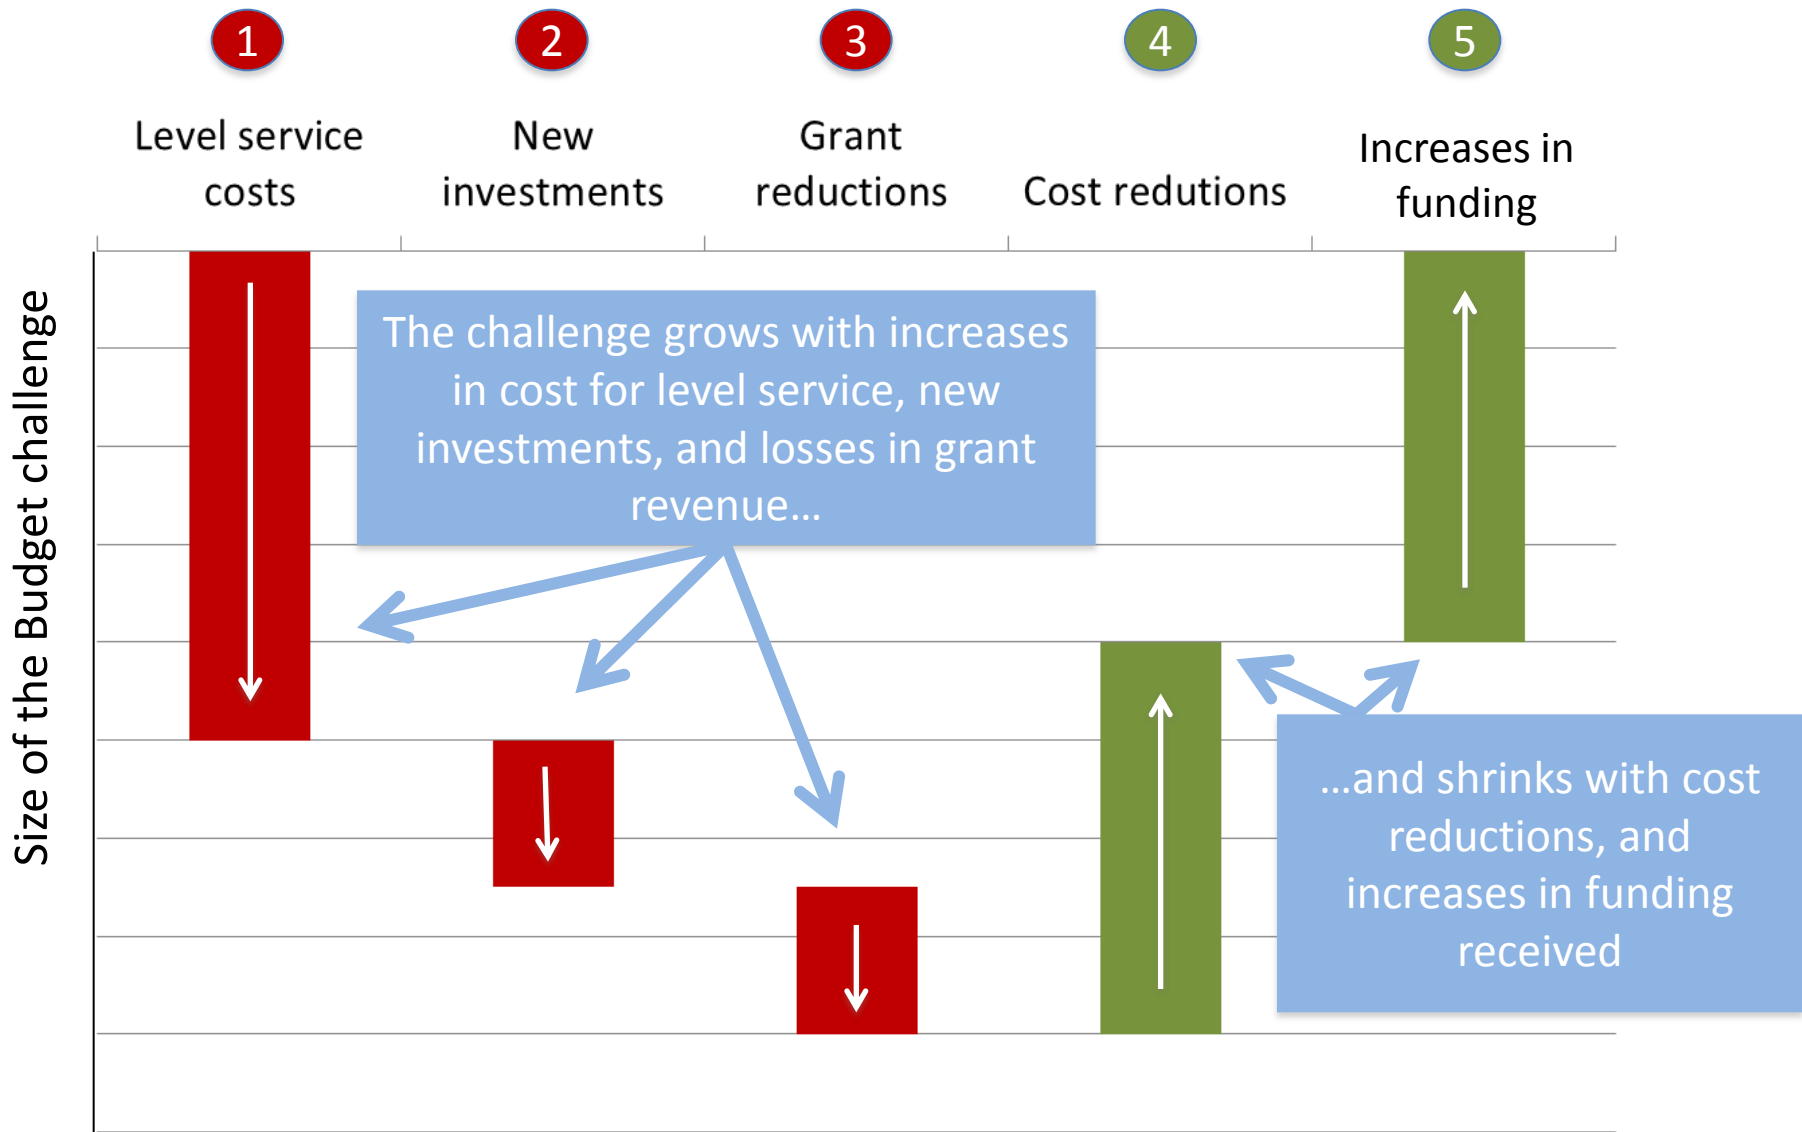 1
2
3
4
5
Level service
costs
New
investments
Grant
reductions
Cost redutions
Increases in
funding
Size of the Budget challenge
The challenge grows with increases
in cost for level service, new
investments, and losses in grant
revenue…
…and shrinks with cost
reductions, and
increases in funding
received